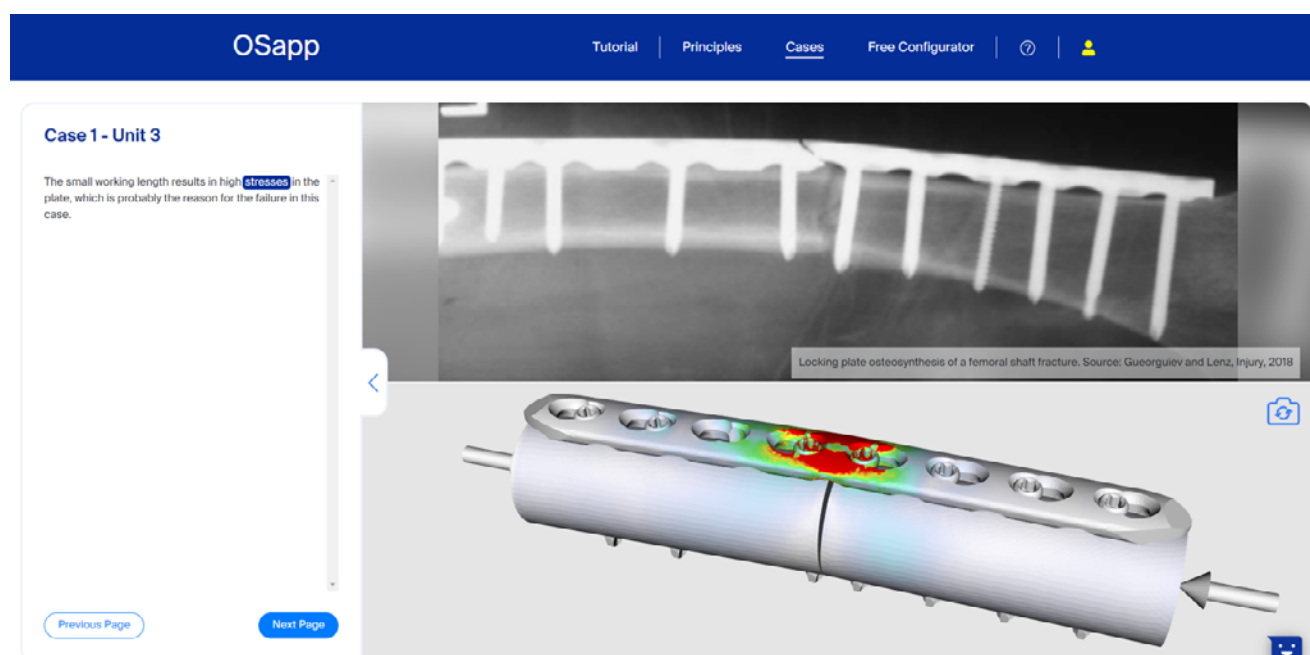 OSapp
Tutorial
Principles
Cases
Free Configurator
?
Case 1 - Unit 3
The small working length results in high stresses in the
plate, which is probably the reason for the failure in this
case.
Previous Page
Next Page
Locking plate osteosynthesis of a femoral shaft fracture. Source: Gueorguiev and Lenz, Injury, 2018